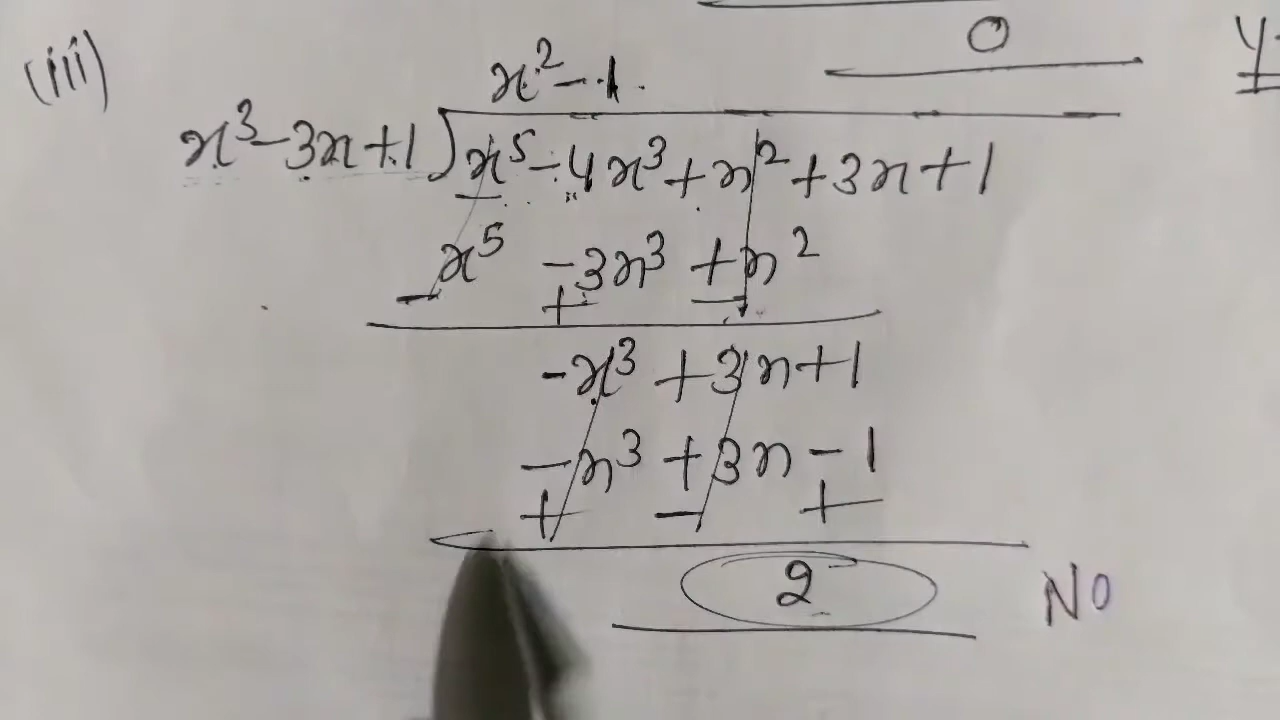 0
(iii)
x² - 1
x³ - 3x + 1 ) x⁵ - 4x³ + x² + 3x + 1
x⁵ - 3x³ + x²
- + -
-x³ + 3x + 1
-x³ + 3x - 1
+ - +
2
NO